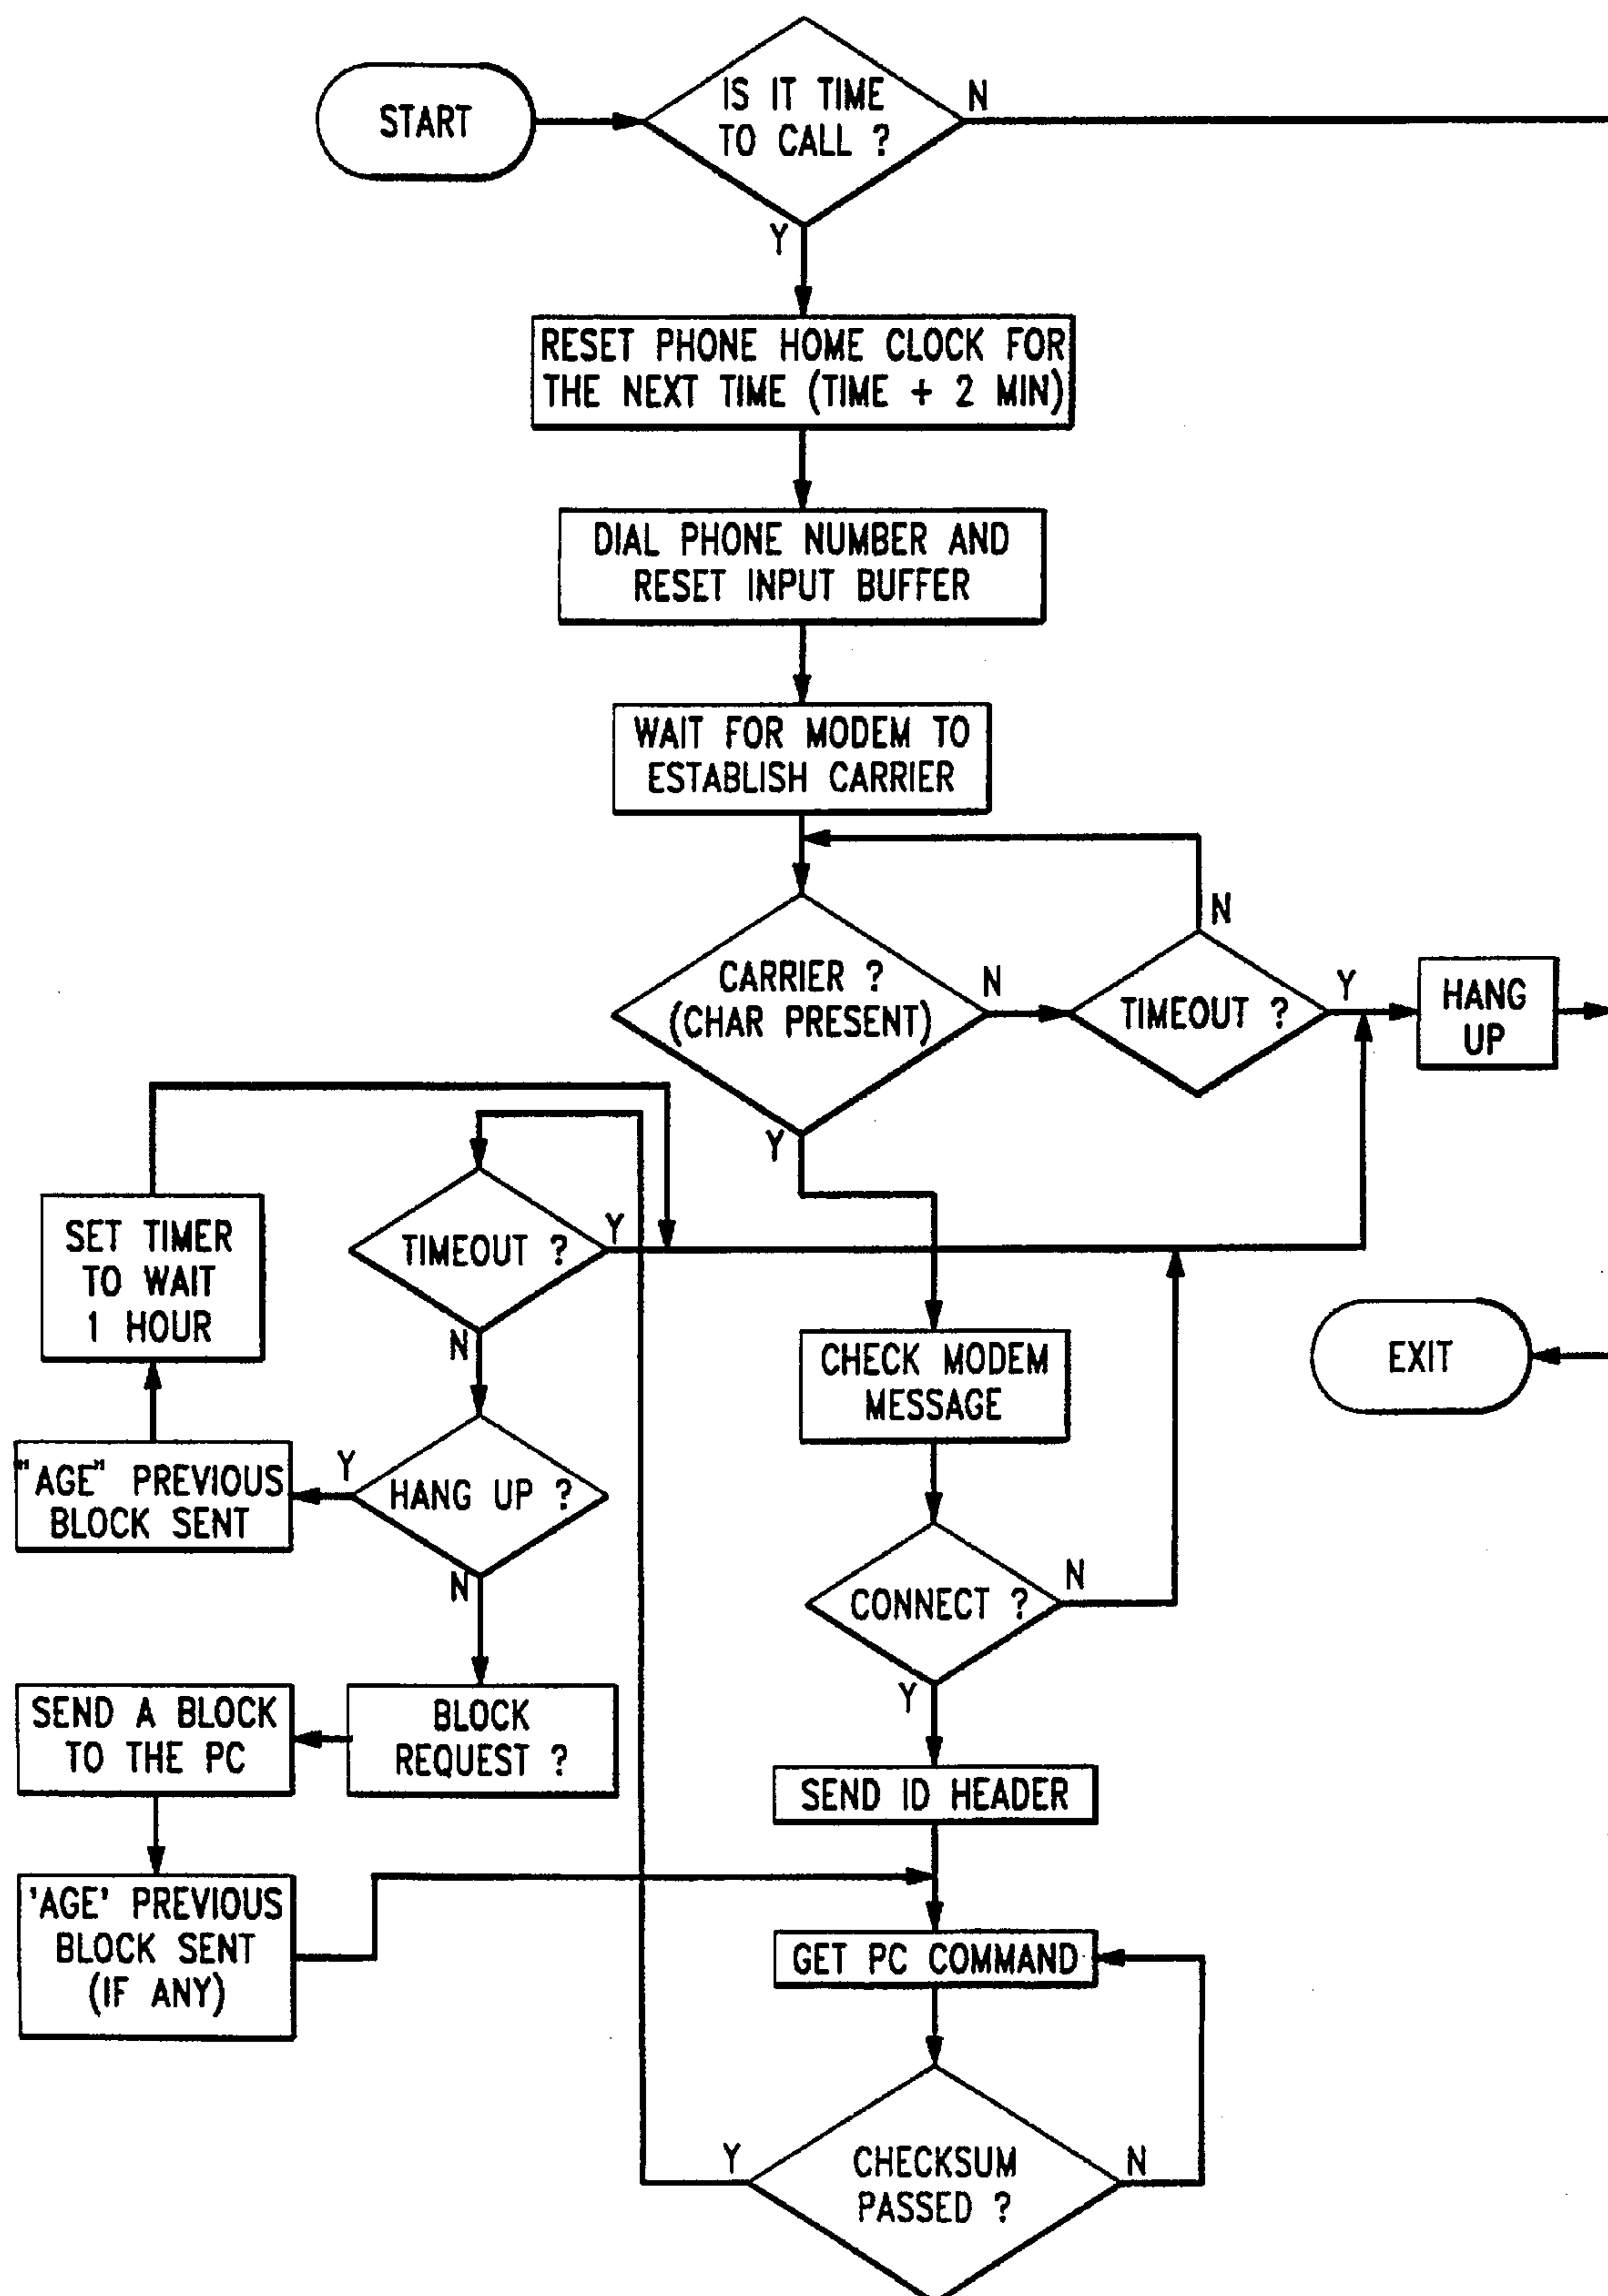 START
IS IT TIME
TO CALL ?
N
Y
RESET PHONE HOME CLOCK FOR
THE NEXT TIME (TIME + 2 MIN)
DIAL PHONE NUMBER AND
RESET INPUT BUFFER
WAIT FOR MODEM TO
ESTABLISH CARRIER
CARRIER ?
(CHAR PRESENT)
N
Y
TIMEOUT ?
N
Y
HANG
UP
SET TIMER
TO WAIT
1 HOUR
TIMEOUT ?
Y
N
CHECK MODEM
MESSAGE
EXIT
"AGE" PREVIOUS
BLOCK SENT
Y
HANG UP ?
N
CONNECT ?
N
Y
SEND A BLOCK
TO THE PC
BLOCK
REQUEST ?
SEND ID HEADER
'AGE' PREVIOUS
BLOCK SENT
(IF ANY)
GET PC COMMAND
Y
CHECKSUM
PASSED ?
N